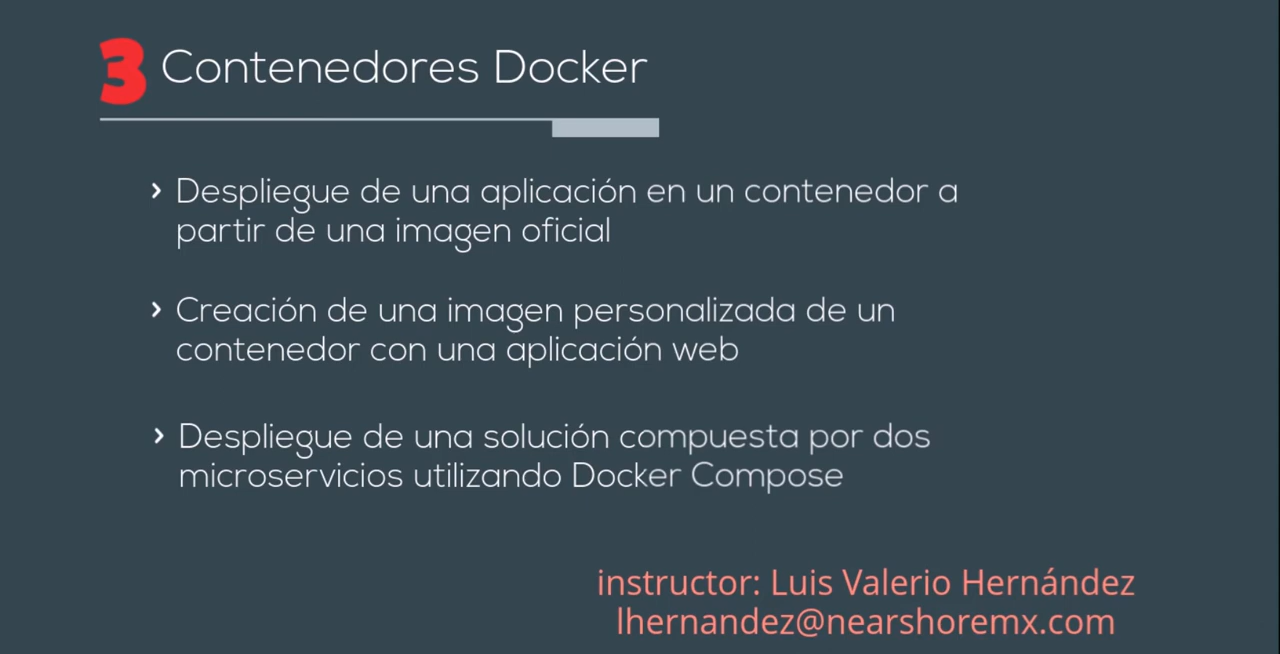 3 Contenedores Docker
› Despliegue de una aplicación en un contenedor a
partir de una imagen oficial
› Creación de una imagen personalizada de un
contenedor con una aplicación web
› Despliegue de una solución compuesta por dos
microservicios utilizando Docker Compose
instructor: Luis Valerio Hernández
lhernandez@nearshoremx.com